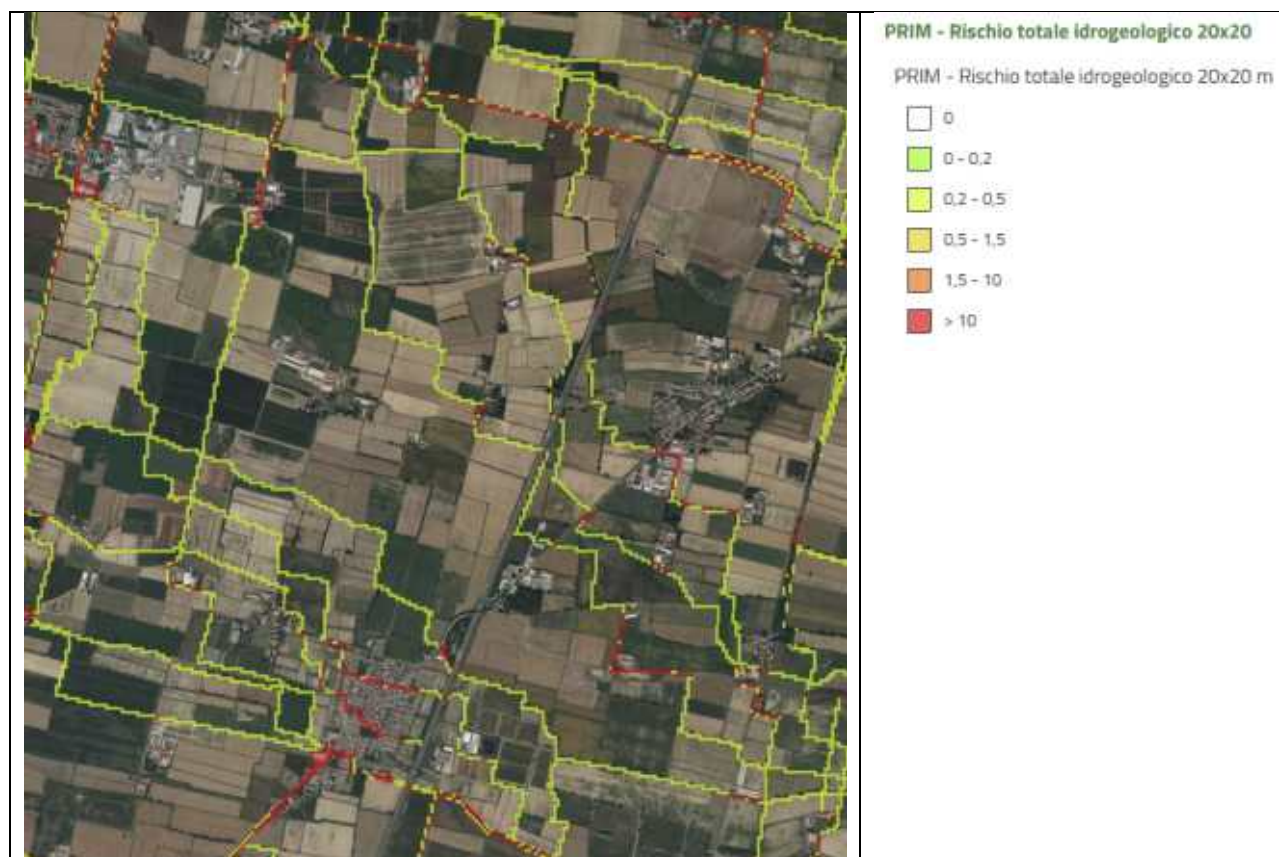 PRIM - Rischio totale idrogeologico 20x20
PRIM - Rischio totale idrogeologico 20x20 m
0
0 - 0,2
0,2 - 0,5
0,5 - 1,5
1,5 - 10
> 10